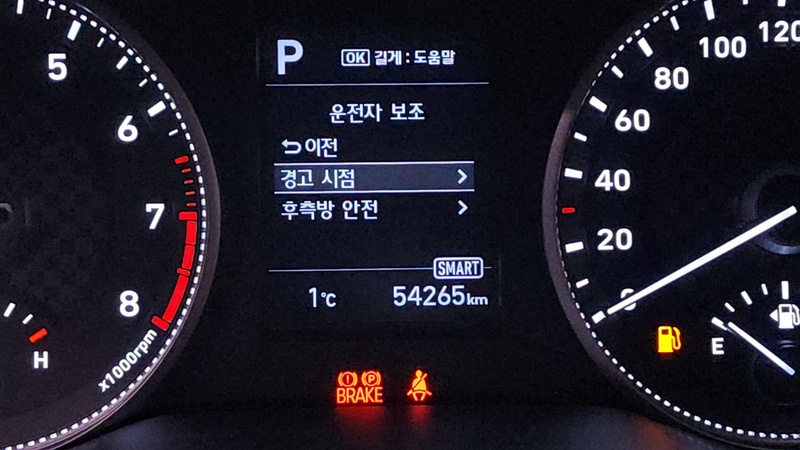 P
OK 길게 : 도움말
운전자 보조
이전
경고 시점
후측방 안전
SMART
1℃ 54265km
5
6
7
8
H
x1000rpm
BRAKE
P
0
20
40
60
80
100
120
E